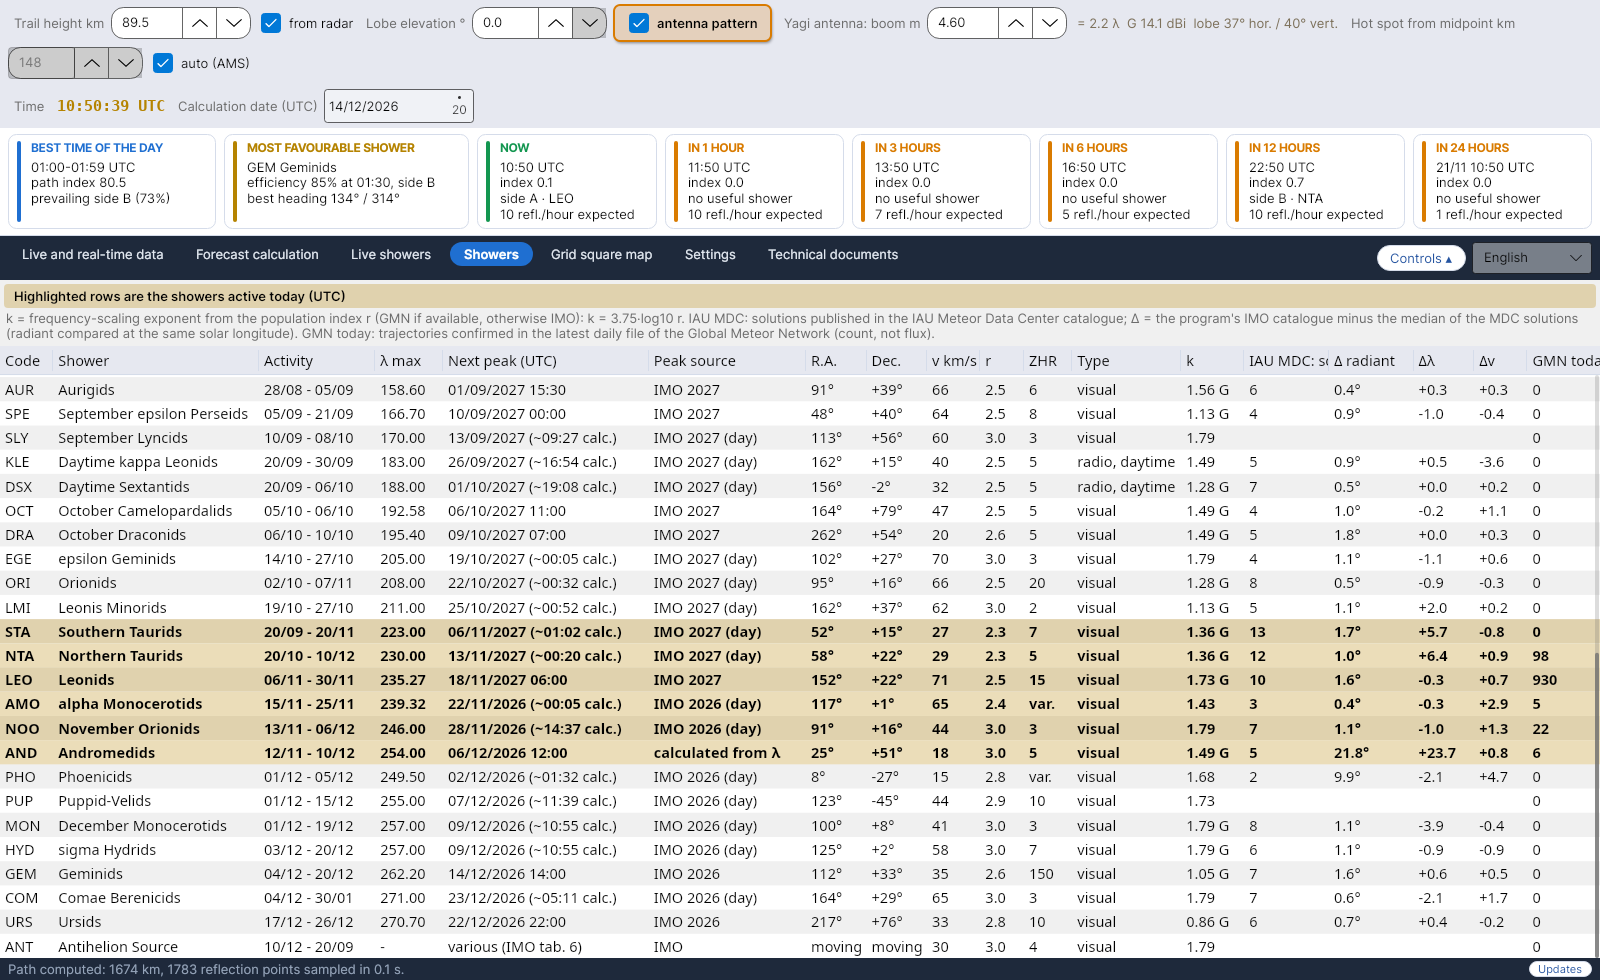 Trail height km 89.5 from radar Lobe elevation ° 0.0 antenna pattern Yagi antenna: boom m 4.60 = 2.2 λ G 14.1 dBi lobe 37° hor. / 40° vert. Hot spot from midpoint km
148 auto (AMS)
Time 10:50:39 UTC Calculation date (UTC) 14/12/2026 20
BEST TIME OF THE DAY
01:00-01:59 UTC
path index 80.5
prevailing side B (73%)
MOST FAVOURABLE SHOWER
GEM Geminids
efficiency 85% at 01:30, side B
best heading 134° / 314°
NOW
10:50 UTC
index 0.1
side A · LEO
10 refl./hour expected
IN 1 HOUR
11:50 UTC
index 0.0
no useful shower
10 refl./hour expected
IN 3 HOURS
13:50 UTC
index 0.0
no useful shower
7 refl./hour expected
IN 6 HOURS
16:50 UTC
index 0.0
no useful shower
5 refl./hour expected
IN 12 HOURS
22:50 UTC
index 0.7
side B · NTA
10 refl./hour expected
IN 24 HOURS
21/11 10:50 UTC
index 0.0
no useful shower
1 refl./hour expected
Live and real-time data Forecast calculation Live showers Showers Grid square map Settings Technical documents Controls ▴ English
Highlighted rows are the showers active today (UTC)
k = frequency-scaling exponent from the population index r (GMN if available, otherwise IMO): k = 3.75·log10 r. IAU MDC: solutions published in the IAU Meteor Data Center catalogue; Δ = the program's IMO catalogue minus the median of the MDC solutions
(radiant compared at the same solar longitude). GMN today: trajectories confirmed in the latest daily file of the Global Meteor Network (count, not flux).
Code Shower Activity λ max Next peak (UTC) Peak source R.A. Dec. v km/s r ZHR Type k IAU MDC: so Δ radiant Δλ Δv GMN toda
AUR Aurigids 28/08 - 05/09 158.60 01/09/2027 15:30 IMO 2027 91° +39° 66 2.5 6 visual 1.56 G 6 0.4° +0.3 +0.3 0
SPE September epsilon Perseids 05/09 - 21/09 166.70 10/09/2027 00:00 IMO 2027 48° +40° 64 2.5 8 visual 1.13 G 4 0.9° -1.0 -0.4 0
SLY September Lyncids 10/09 - 08/10 170.00 13/09/2027 (~09:27 calc.) IMO 2027 (day) 113° +56° 60 3.0 3 visual 1.79 0
KLE Daytime kappa Leonids 20/09 - 30/09 183.00 26/09/2027 (~16:54 calc.) IMO 2027 (day) 162° +15° 40 2.5 5 radio, daytime 1.49 5 0.9° +0.5 -3.6 0
DSX Daytime Sextantids 20/09 - 06/10 188.00 01/10/2027 (~19:08 calc.) IMO 2027 (day) 156° -2° 32 2.5 5 radio, daytime 1.28 G 7 0.5° +0.0 +0.2 0
OCT October Camelopardalids 05/10 - 06/10 192.58 06/10/2027 11:00 IMO 2027 164° +79° 47 2.5 5 visual 1.49 G 4 1.0° -0.2 +1.1 0
DRA October Draconids 06/10 - 10/10 195.40 09/10/2027 07:00 IMO 2027 262° +54° 20 2.6 5 visual 1.49 G 5 1.8° +0.0 +0.3 0
EGE epsilon Geminids 14/10 - 27/10 205.00 19/10/2027 (~00:05 calc.) IMO 2027 (day) 102° +27° 70 3.0 3 visual 1.79 4 1.1° -1.1 +0.6 0
ORI Orionids 02/10 - 07/11 208.00 22/10/2027 (~00:32 calc.) IMO 2027 (day) 95° +16° 66 2.5 20 visual 1.28 G 8 0.5° -0.9 -0.3 0
LMI Leonis Minorids 19/10 - 27/10 211.00 25/10/2027 (~00:52 calc.) IMO 2027 (day) 162° +37° 62 3.0 2 visual 1.13 G 5 1.1° +2.0 +0.2 0
STA Southern Taurids 20/09 - 20/11 223.00 06/11/2027 (~01:02 calc.) IMO 2027 (day) 52° +15° 27 2.3 7 visual 1.36 G 13 1.7° +5.7 -0.8 0
NTA Northern Taurids 20/10 - 10/12 230.00 13/11/2027 (~00:20 calc.) IMO 2027 (day) 58° +22° 29 2.3 5 visual 1.36 G 12 1.0° +6.4 +0.9 98
LEO Leonids 06/11 - 30/11 235.27 18/11/2027 06:00 IMO 2027 152° +22° 71 2.5 15 visual 1.73 G 10 1.6° -0.3 +0.7 930
AMO alpha Monocerotids 15/11 - 25/11 239.32 22/11/2026 (~00:05 calc.) IMO 2026 (day) 117° +1° 65 2.4 var. visual 1.43 3 0.4° -0.3 +2.9 5
NOO November Orionids 13/11 - 06/12 246.00 28/11/2026 (~14:37 calc.) IMO 2026 (day) 91° +16° 44 3.0 3 visual 1.79 7 1.1° -1.0 +1.3 22
AND Andromedids 12/11 - 10/12 254.00 06/12/2026 12:00 calculated from λ 25° +51° 18 3.0 5 visual 1.49 G 5 21.8° +23.7 +0.8 6
PHO Phoenicids 01/12 - 05/12 249.50 02/12/2026 (~01:32 calc.) IMO 2026 (day) 8° -27° 15 2.8 var. visual 1.68 2 9.9° -2.1 +4.7 0
PUP Puppid-Velids 01/12 - 15/12 255.00 07/12/2026 (~11:39 calc.) IMO 2026 (day) 123° -45° 44 2.9 10 visual 1.73 0
MON December Monocerotids 01/12 - 19/12 257.00 09/12/2026 (~10:55 calc.) IMO 2026 (day) 100° +8° 41 3.0 3 visual 1.79 G 8 1.1° -3.9 -0.4 0
HYD sigma Hydrids 03/12 - 20/12 257.00 09/12/2026 (~10:55 calc.) IMO 2026 (day) 125° +2° 58 3.0 7 visual 1.79 G 6 1.1° -0.9 -0.9 0
GEM Geminids 04/12 - 20/12 262.20 14/12/2026 14:00 IMO 2026 112° +33° 35 2.6 150 visual 1.05 G 7 1.6° +0.6 +0.5 0
COM Comae Berenicids 04/12 - 30/01 271.00 23/12/2026 (~05:11 calc.) IMO 2026 (day) 164° +29° 65 3.0 3 visual 1.79 7 0.6° -2.1 +1.7 0
URS Ursids 17/12 - 26/12 270.70 22/12/2026 22:00 IMO 2026 217° +76° 33 2.8 10 visual 0.86 G 6 0.7° +0.4 -0.2 0
ANT Antihelion Source 10/12 - 20/09 - various (IMO tab. 6) IMO moving moving 30 3.0 4 visual 1.79 0
Path computed: 1674 km, 1783 reflection points sampled in 0.1 s. Updates